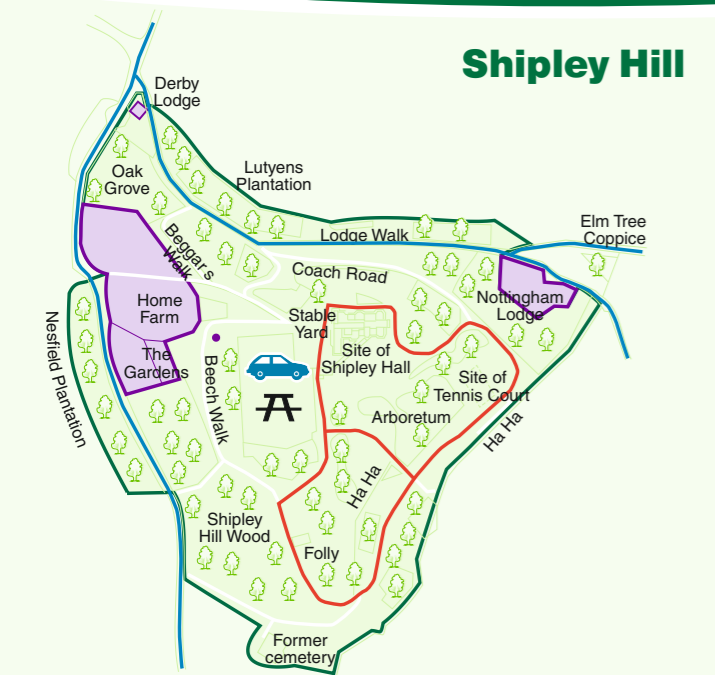 Shipley Hill
Derby
Lodge
Oak
Grove
Lutyens
Plantation
Elm Tree
Coppice
Lodge Walk
Beggar's
Walk
Coach Road
Nottingham
Lodge
Home
Farm
Stable
Yard
Site of
Shipley Hall
Nesfield Plantation
The
Gardens
Beech Walk
Site of
Tennis Court
Arboretum
Ha Ha
Ha Ha
Shipley
Hill Wood
Folly
Former
cemetery